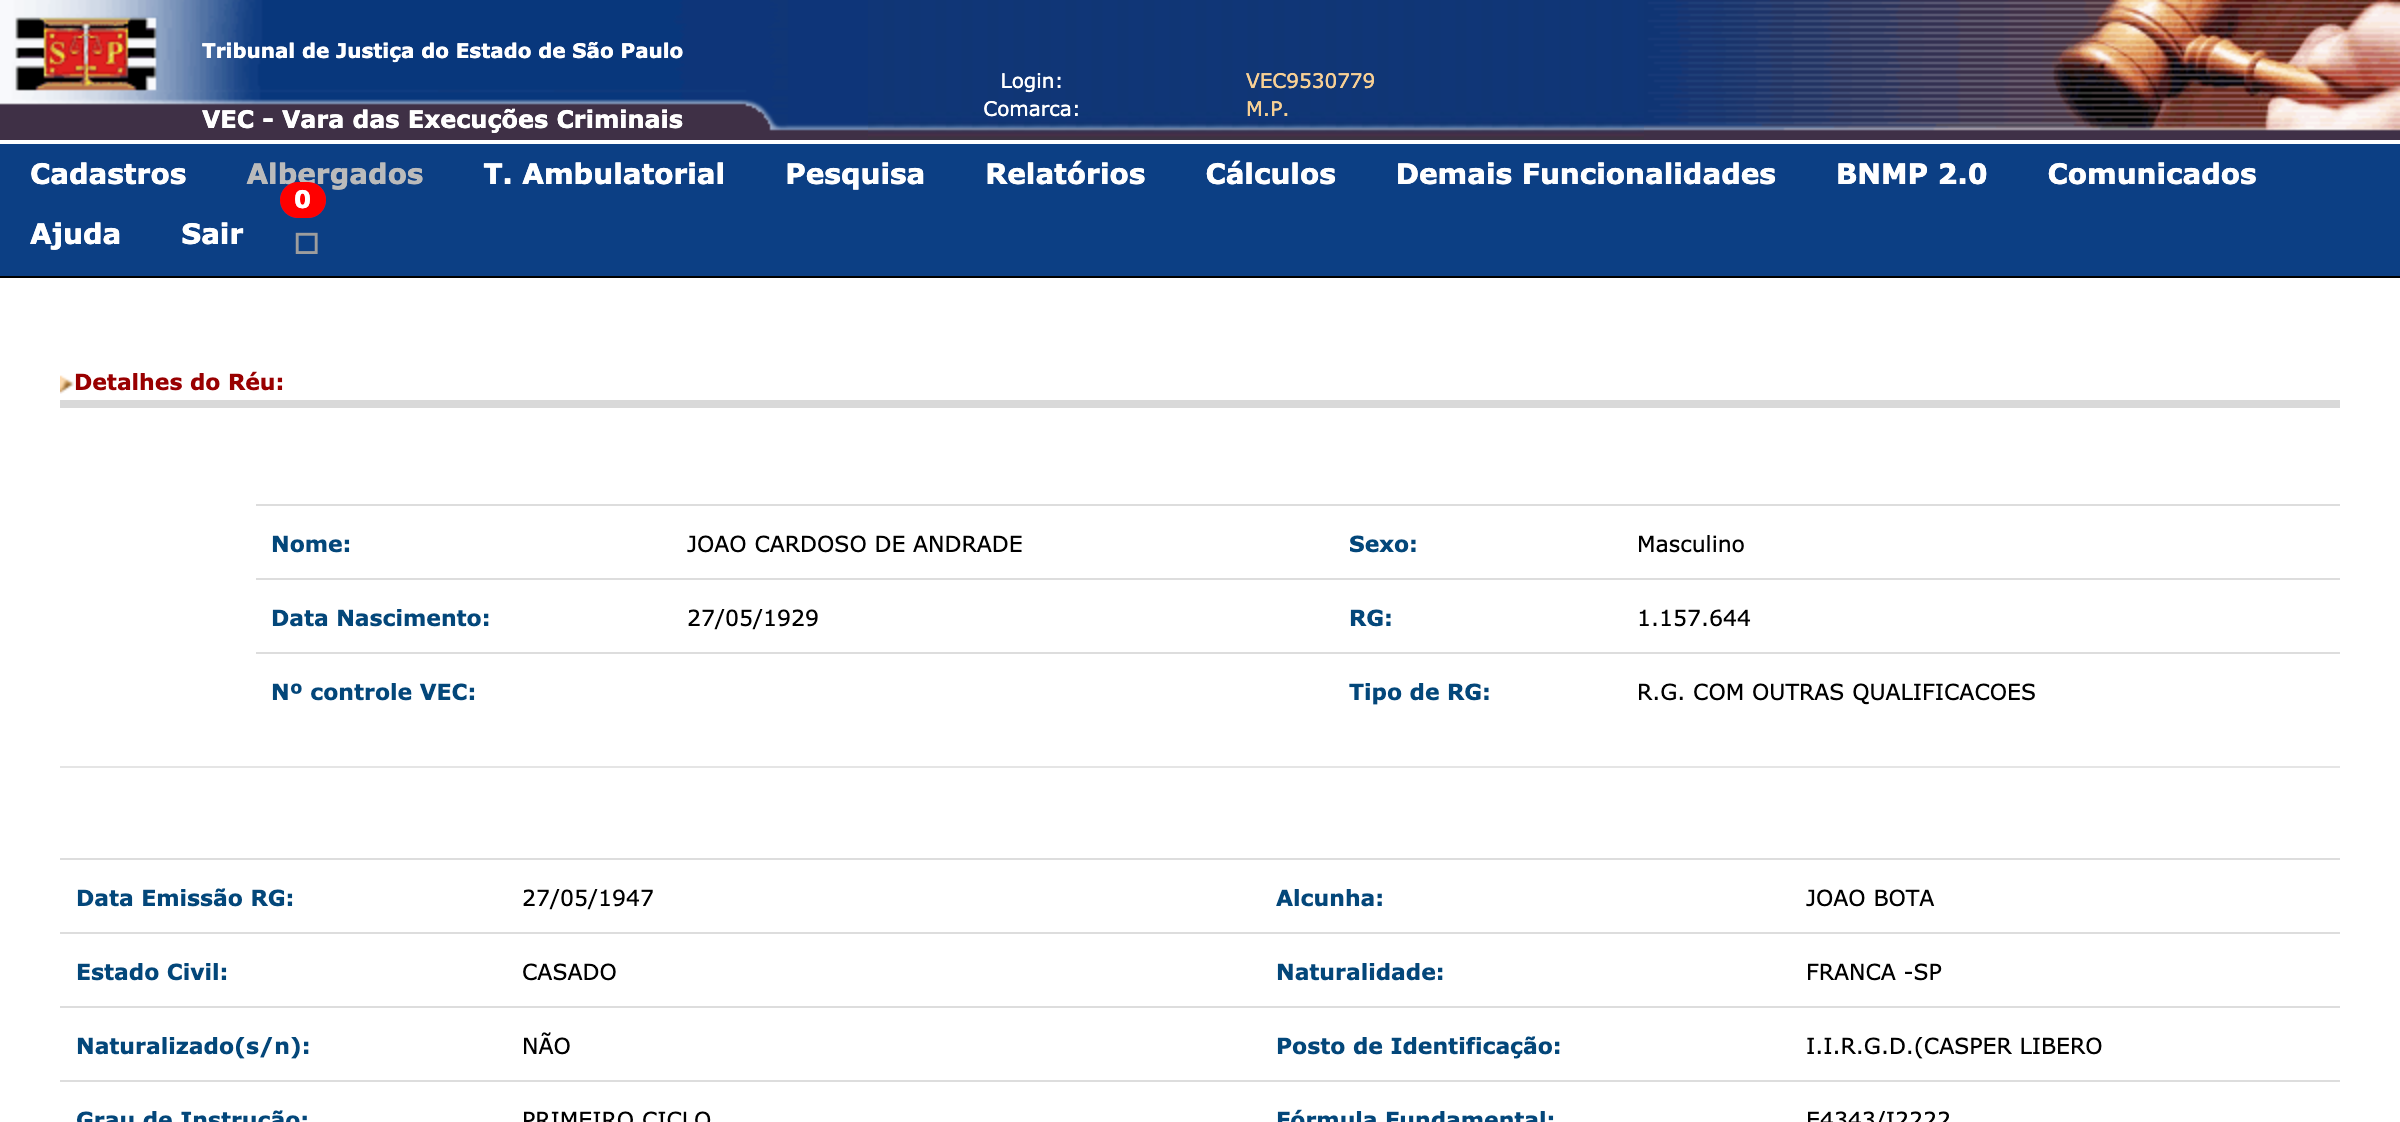 SP
Tribunal de Justiça do Estado de São Paulo
Login: VEC9530779
Comarca: M.P.
VEC - Vara das Execuções Criminais
Cadastros Albergados T. Ambulatorial Pesquisa Relatórios Cálculos Demais Funcionalidades BNMP 2.0 Comunicados
0
Ajuda Sair
Detalhes do Réu:
Nome: JOAO CARDOSO DE ANDRADE Sexo: Masculino
Data Nascimento: 27/05/1929 RG: 1.157.644
Nº controle VEC: Tipo de RG: R.G. COM OUTRAS QUALIFICACOES
Data Emissão RG: 27/05/1947 Alcunha: JOAO BOTA
Estado Civil: CASADO Naturalidade: FRANCA -SP
Naturalizado(s/n): NÃO Posto de Identificação: I.I.R.G.D.(CASPER LIBERO
Grau de Instrução: PRIMEIRO CICLO Fórmula Fundamental: E4343/I2222